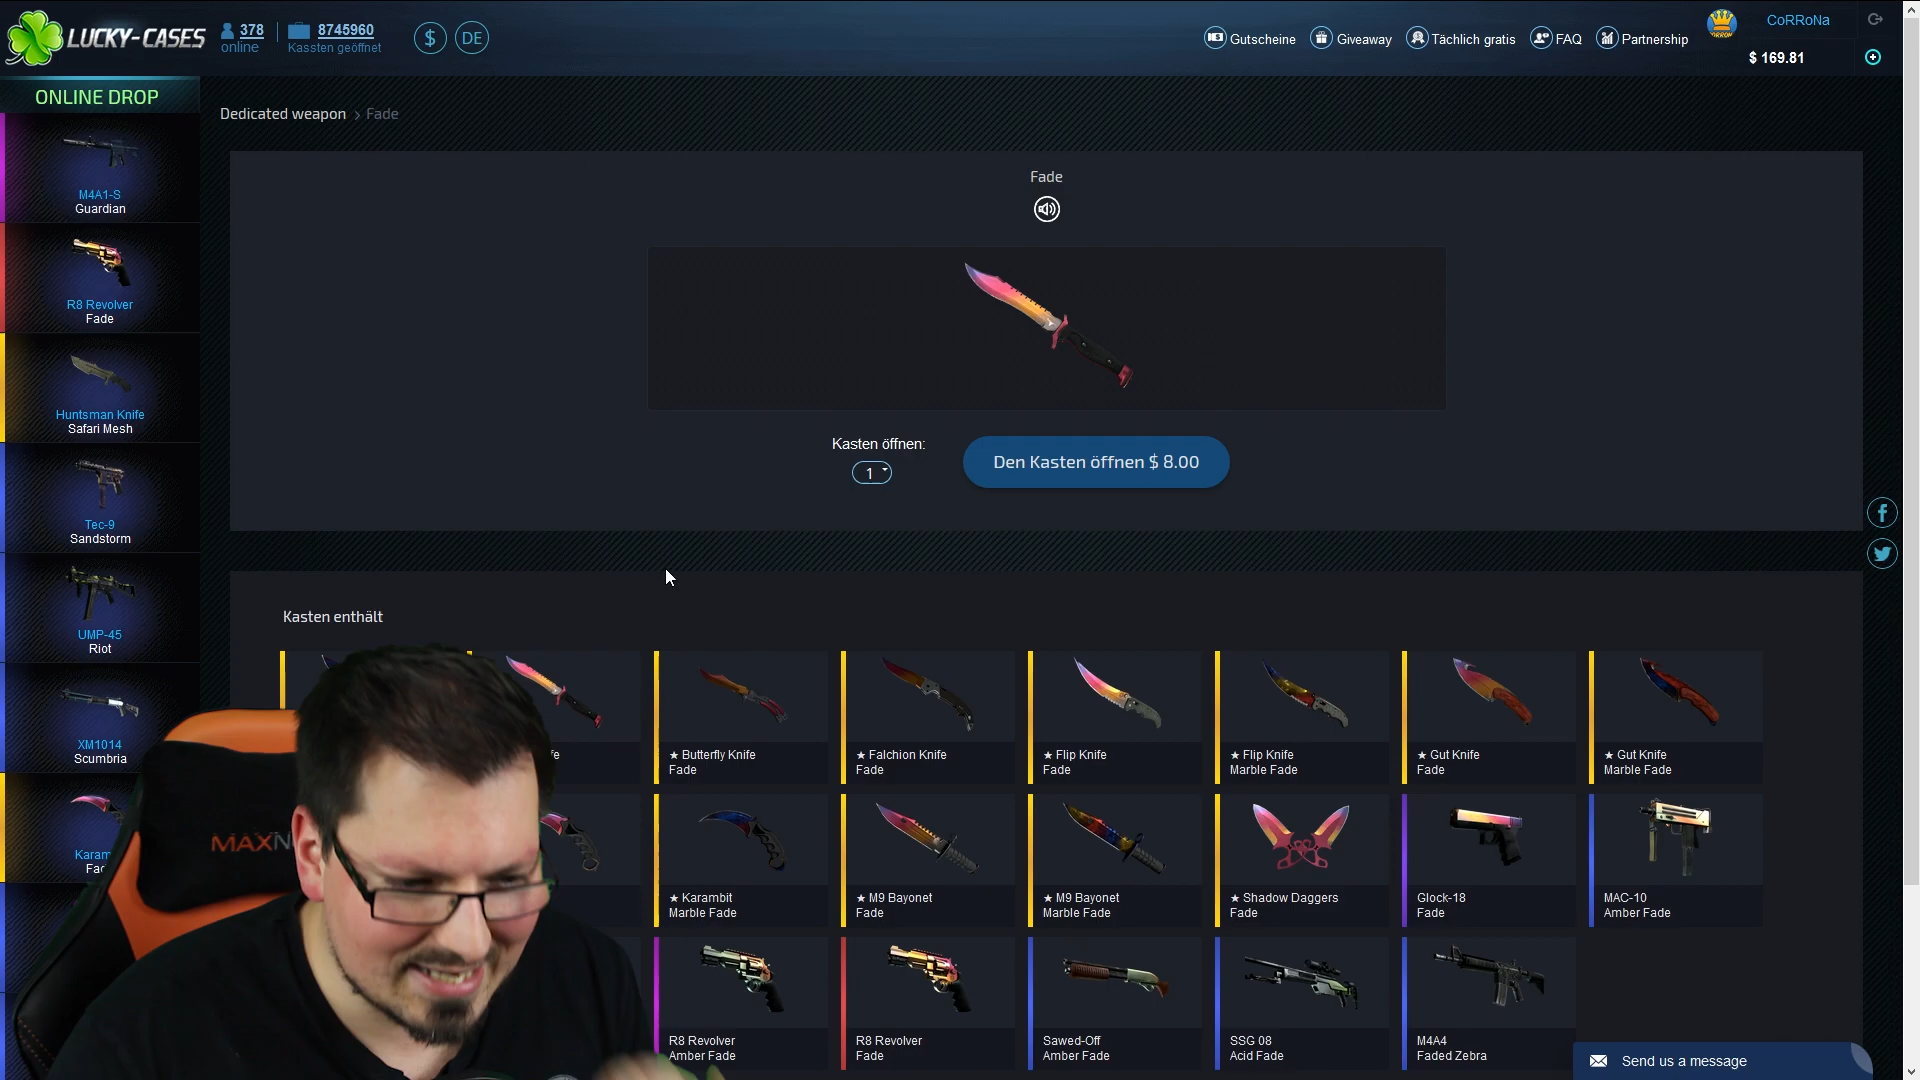 LUCKY-CASES
378
online
8745960
Kassten geöffnet
$
DE
Gutscheine
Giveaway
Tächlich gratis
FAQ
Partnership
CoRRoNa
$ 169.81
ONLINE DROP
M4A1-S
Guardian
R8 Revolver
Fade
Huntsman Knife
Safari Mesh
Tec-9
Sandstorm
UMP-45
Riot
XM1014
Scumbria
Karam
Fad
Dedicated weapon > Fade
Fade
Kasten öffnen:
1
Den Kasten öffnen $ 8.00
Kasten enthält
fe
★ Butterfly Knife
Fade
★ Falchion Knife
Fade
★ Flip Knife
Fade
★ Flip Knife
Marble Fade
★ Gut Knife
Fade
★ Gut Knife
Marble Fade
★ Karambit
Marble Fade
★ M9 Bayonet
Fade
★ M9 Bayonet
Marble Fade
★ Shadow Daggers
Fade
Glock-18
Fade
MAC-10
Amber Fade
R8 Revolver
Amber Fade
R8 Revolver
Fade
Sawed-Off
Amber Fade
SSG 08
Acid Fade
M4A4
Faded Zebra
MAXN
Send us a message